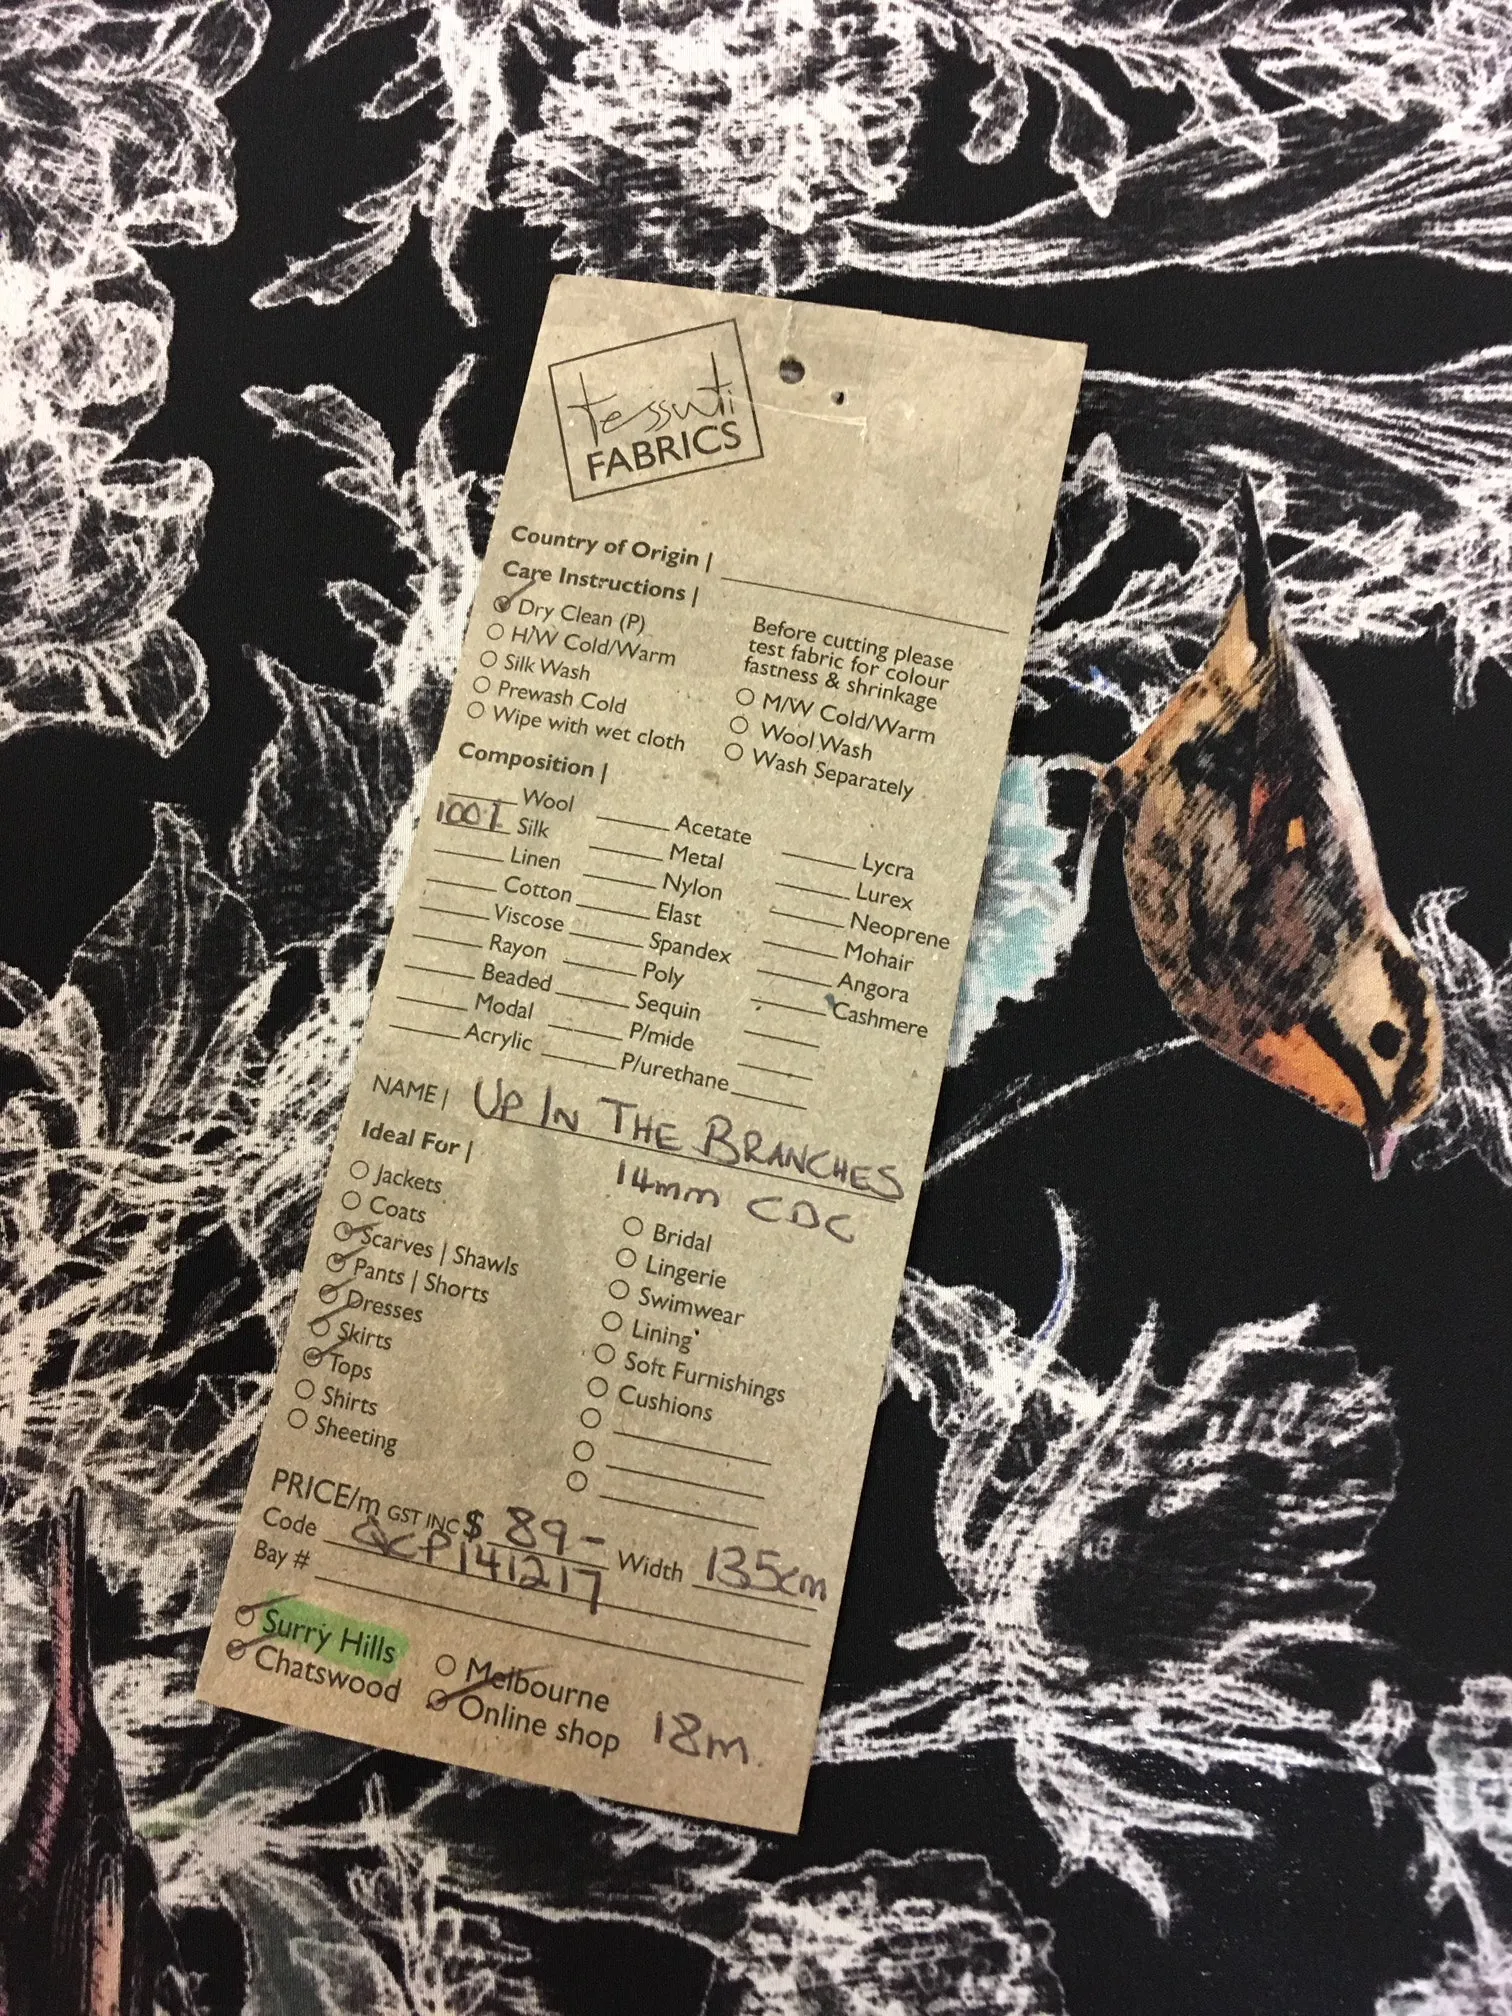 tessuti
FABRICS
Country of Origin |
Care Instructions |
Dry Clean (P)
H/W Cold/Warm
Silk Wash
Prewash Cold
Wipe with wet cloth
Before cutting please
test fabric for colour
fastness & shrinkage
M/W Cold/Warm
Wool Wash
Wash Separately
Composition |
Wool
100% Silk
Linen
Cotton
Viscose
Rayon
Beaded
Modal
Acrylic
Acetate
Metal
Nylon
Elast
Spandex
Poly
Sequin
P/mide
P/urethane
Lycra
Lurex
Neoprene
Mohair
Angora
Cashmere
NAME | UP IN THE BRANCHES
14mm CDC
Ideal For |
Jackets
Coats
Scarves | Shawls
Pants | Shorts
Dresses
Skirts
Tops
Shirts
Sheeting
Bridal
Lingerie
Swimwear
Lining
Soft Furnishings
Cushions
PRICE/m GST INC $ 89- Width 135cm
Code QCP141217
Bay #
Surry Hills
Chatswood
Melbourne
Online shop 18m.